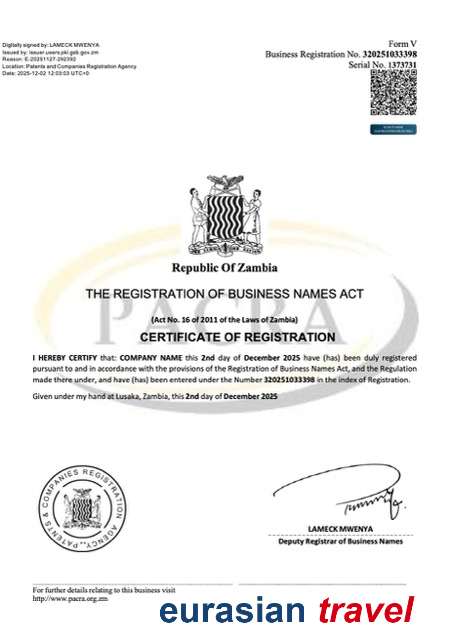 Digitally signed by: LAMECK MWENYA
Issued by: issuer.users.pki.gsb.gov.zm
Reason: E-20251127-292392
Location: Patents and Companies Registration Agency
Date: 2025-12-02 12:03:03 UTC+0
Form V
Business Registration No. 320251033398
Serial No. 1373731
Republic Of Zambia
PACRA
THE REGISTRATION OF BUSINESS NAMES ACT
(Act No. 16 of 2011 of the Laws of Zambia)
CERTIFICATE OF REGISTRATION
I HEREBY CERTIFY that: COMPANY NAME this 2nd day of December 2025 have (has) been duly registered
pursuant to and in accordance with the provisions of the Registration of Business Names Act, and the Regulation
made there under, and have (has) been entered under the Number 320251033398 in the index of Registration.
Given under my hand at Lusaka, Zambia, this 2nd day of December 2025
PATENTS & COMPANIES REGISTRATION AGENCY
LAMECK MWENYA
Deputy Registrar of Business Names
For further details relating to this business visit
http://www.pacra.org.zm
eurasian travel